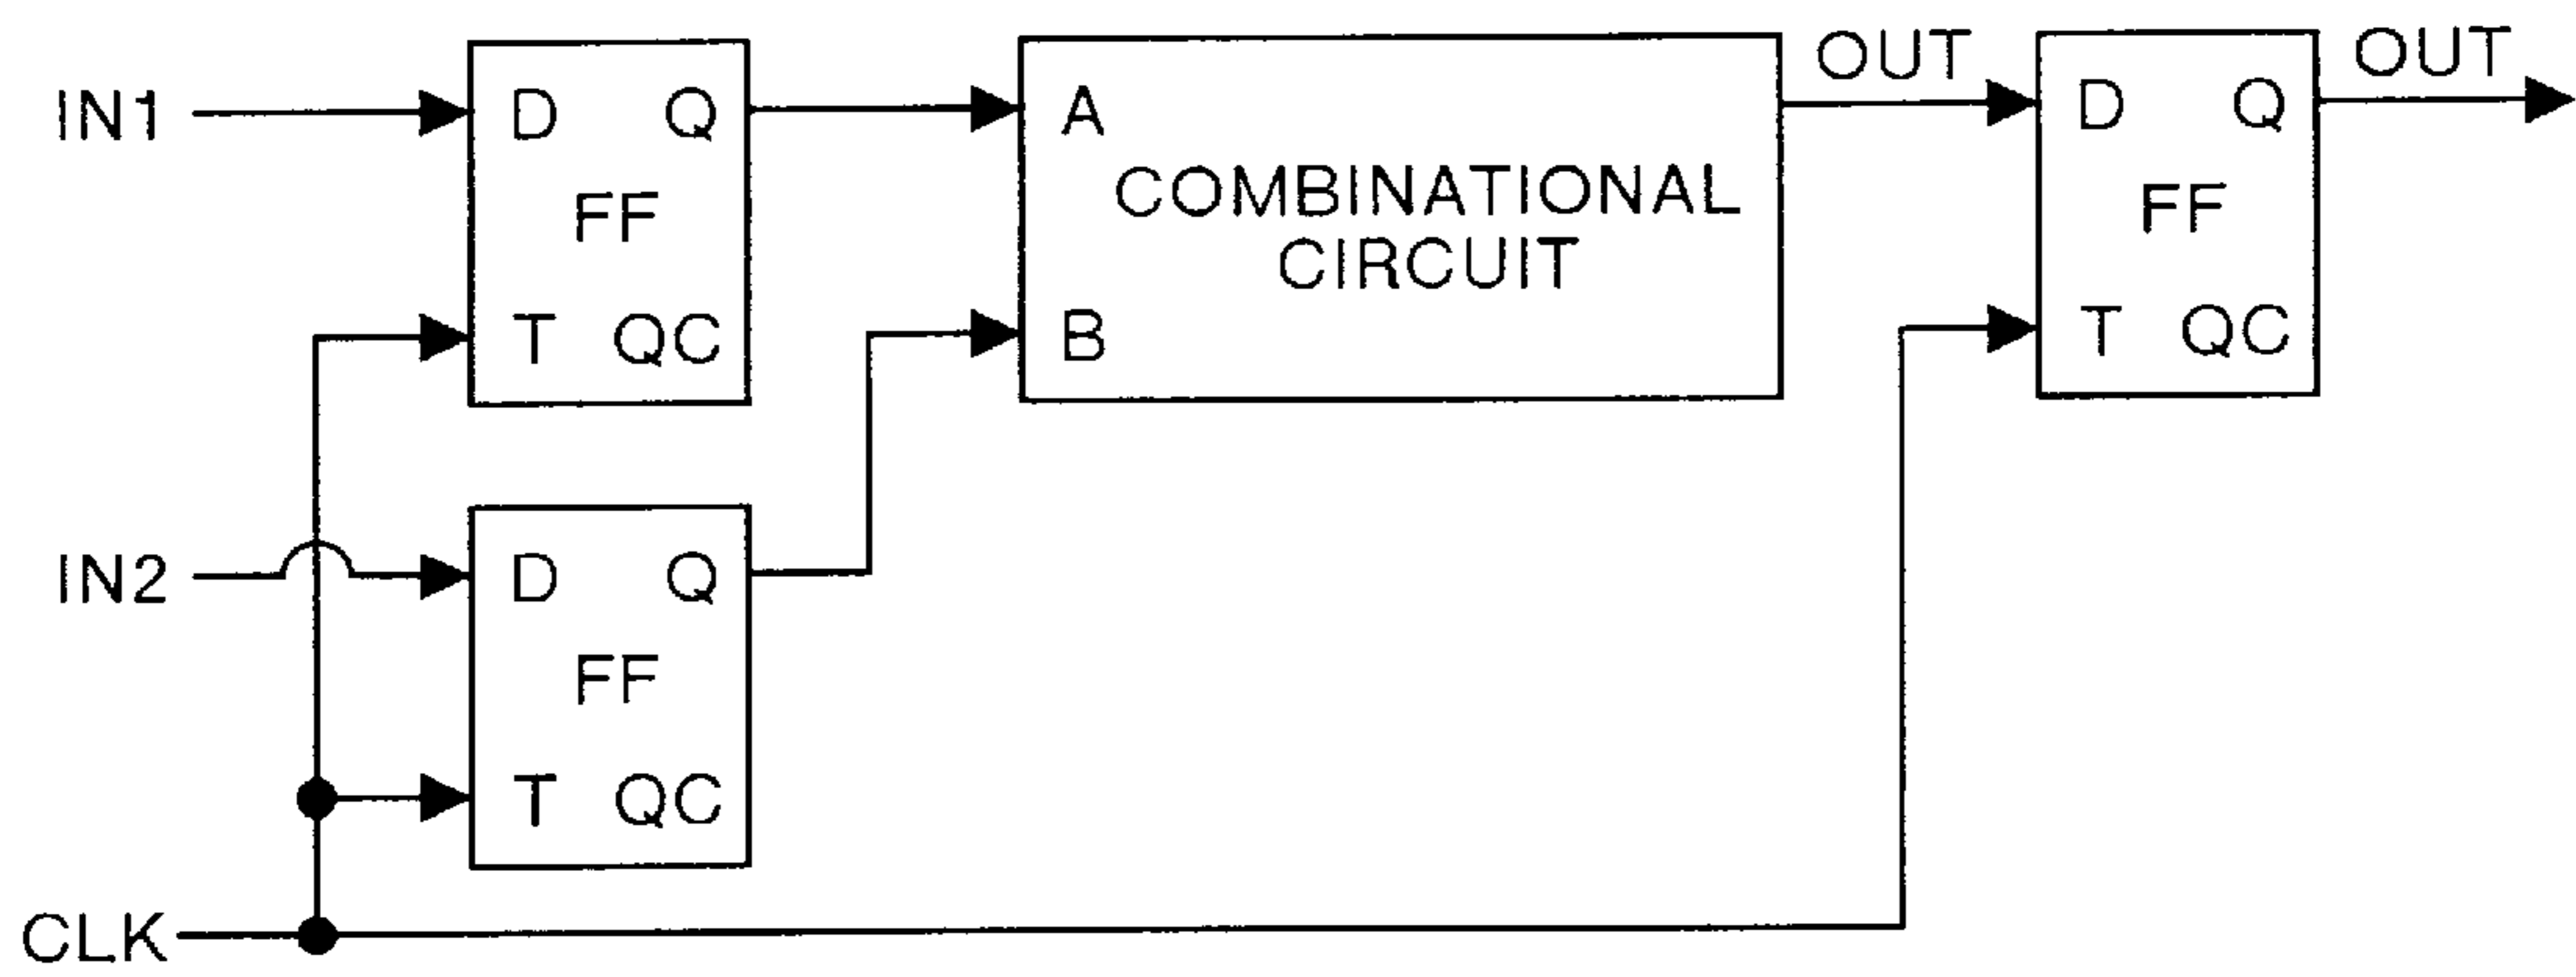 IN1
D Q
FF
T QC
A
COMBINATIONAL
CIRCUIT
B
OUT
D Q
FF
T QC
OUT
IN2
D Q
FF
T QC
CLK